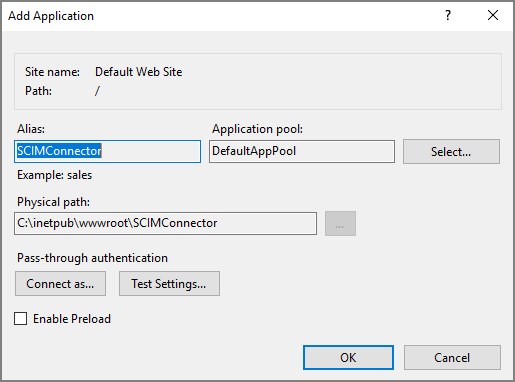 Add Application
Site name: Default Web Site
Path: /
Alias: Application pool:
SCIMConnector DefaultAppPool Select...
Example: sales
Physical path:
C:\inetpub\wwwroot\SCIMConnector ...
Pass-through authentication
Connect as... Test Settings...
Enable Preload
OK Cancel